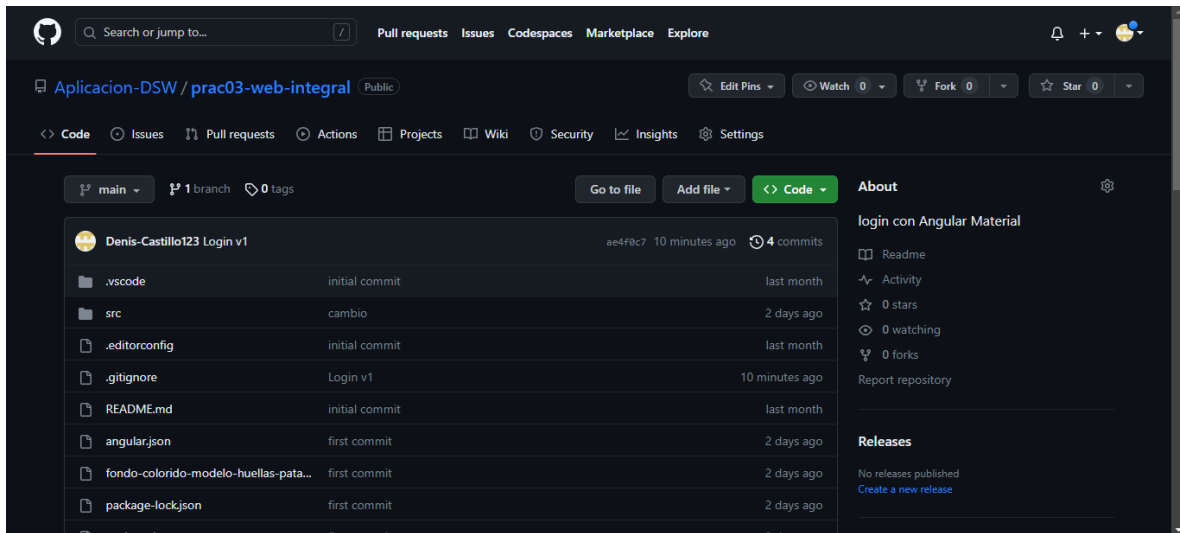 Search or jump to... / Pull requests Issues Codespaces Marketplace Explore
Aplicacion-DSW / prac03-web-integral Public Edit Pins Watch 0 Fork 0 Star 0
Code Issues Pull requests Actions Projects Wiki Security Insights Settings
main 1 branch 0 tags Go to file Add file Code
Denis-Castillo123 Login v1 ae4f0c7 10 minutes ago 4 commits
.vscode initial commit last month
src cambio 2 days ago
.editorconfig initial commit last month
.gitignore Login v1 10 minutes ago
README.md initial commit last month
angular.json first commit 2 days ago
fondo-colorido-modelo-huellas-pata... first commit 2 days ago
package-lock.json first commit 2 days ago
About
login con Angular Material
Readme
Activity
0 stars
0 watching
0 forks
Report repository
Releases
No releases published
Create a new release